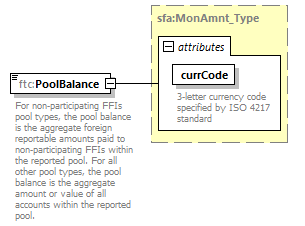 sfa:MonAmnt_Type
attributes
ftc:PoolBalance
currCode
3-letter currency code
specified by ISO 4217
standard
For non-participating FFIs
pool types, the pool balance
is the aggregate foreign
reportable amounts paid to
non-participating FFIs within
the reported pool. For all
other pool types, the pool
balance is the aggregate
amount or value of all
accounts within the reported
pool.